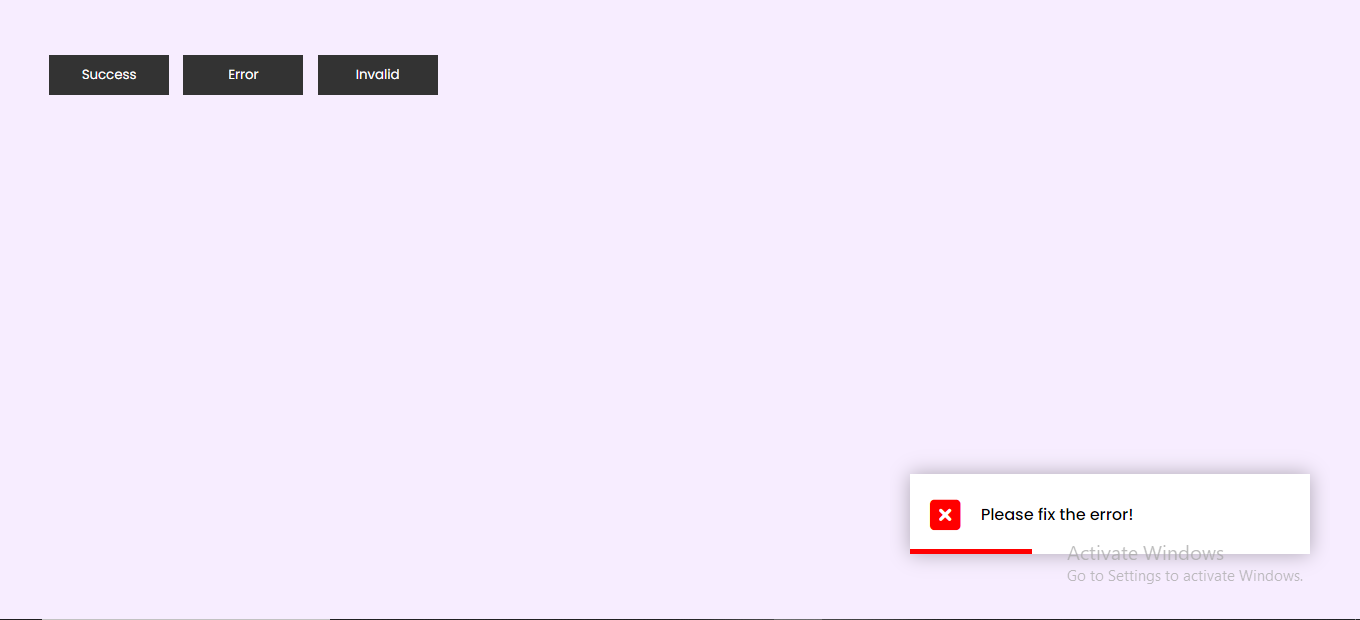 Success
Error
Invalid
Please fix the error!
Activate Windows
Go to Settings to activate Windows.